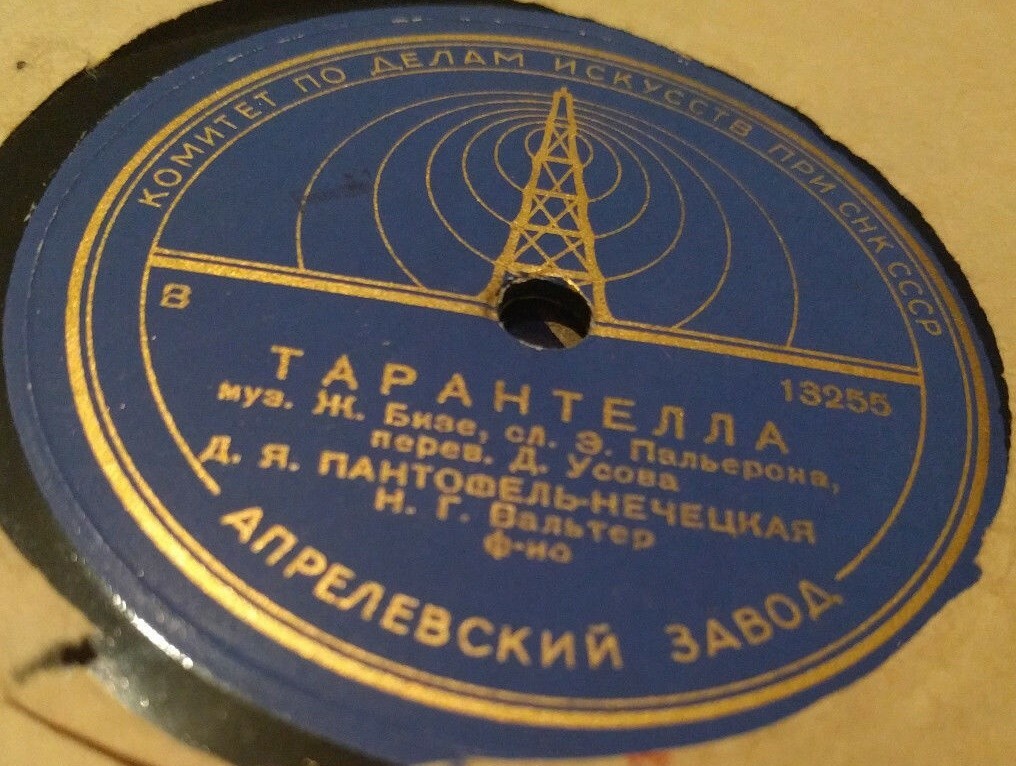 КОМИТЕТ ПО ДЕЛАМ ИСКУССТВ ПРИ СНК СССР
В
13255
ТАРАНТЕЛЛА
муз. Ж. Бизе, сл. Э. Пальерона,
перев. Д. Усова
Д. Я. ПАНТОФЕЛЬ-НЕЧЕЦКАЯ
Н. Г. Вальтер
Ф-но
АПРЕЛЕВСКИЙ ЗАВОД